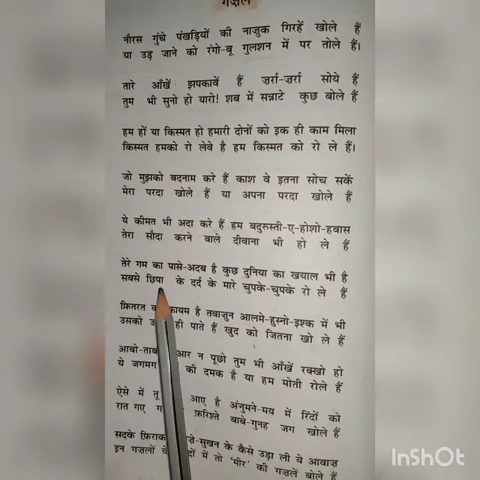 ग़ज़ल
नौरस गुंचे पंखड़ियों की नाज़ुक गिरहें खोले हैं
या उड़ जाने को रंगो-बू गुलशन में पर तोले हैं।
तारे आँखें झपकावें हैं ज़र्रा-ज़र्रा सोये हैं
तुम भी सुनो हो यारो! शब में सन्नाटे कुछ बोले हैं
हम हों या किस्मत हो हमारी दोनों को इक ही काम मिला
किस्मत हमको रो लेवे है हम किस्मत को रो ले हैं।
जो मुझको बदनाम करे हैं काश वे इतना सोच सकें
मेरा परदा खोले हैं या अपना परदा खोले हैं
ये कीमत भी अदा करे हैं हम बदुरुस्ती-ए-होशो-हवास
तेरा सौदा करने वाले दीवाना भी हो ले हैं
तेरे गम का पासे-अदब है कुछ दुनिया का खयाल भी है
सबसे छिपा के दर्द के मारे चुपके-चुपके रो ले हैं
फ़ितरत कायम है तवाज़ुन आलमे-हुस्नो-इश्क में भी
उसको ही पाते हैं खुद को जितना खो ले हैं
आबो-ताब आर न पूछो तुम भी आँखें रक्खो हो
ये जगमग की दमक है या हम मोती रोले हैं
ऐसे में तू आए है अंजुमने-मय में रिंदों को
रात गए फ़रिश्ते बाबे-गुनह जग खोले हैं
सदके फ़िराक़ ज़े-सुखन के कैसे उड़ा ली ये आवाज़
इन गज़लों के दों में तो 'मीर' की गज़लें बोले हैं
InShOt